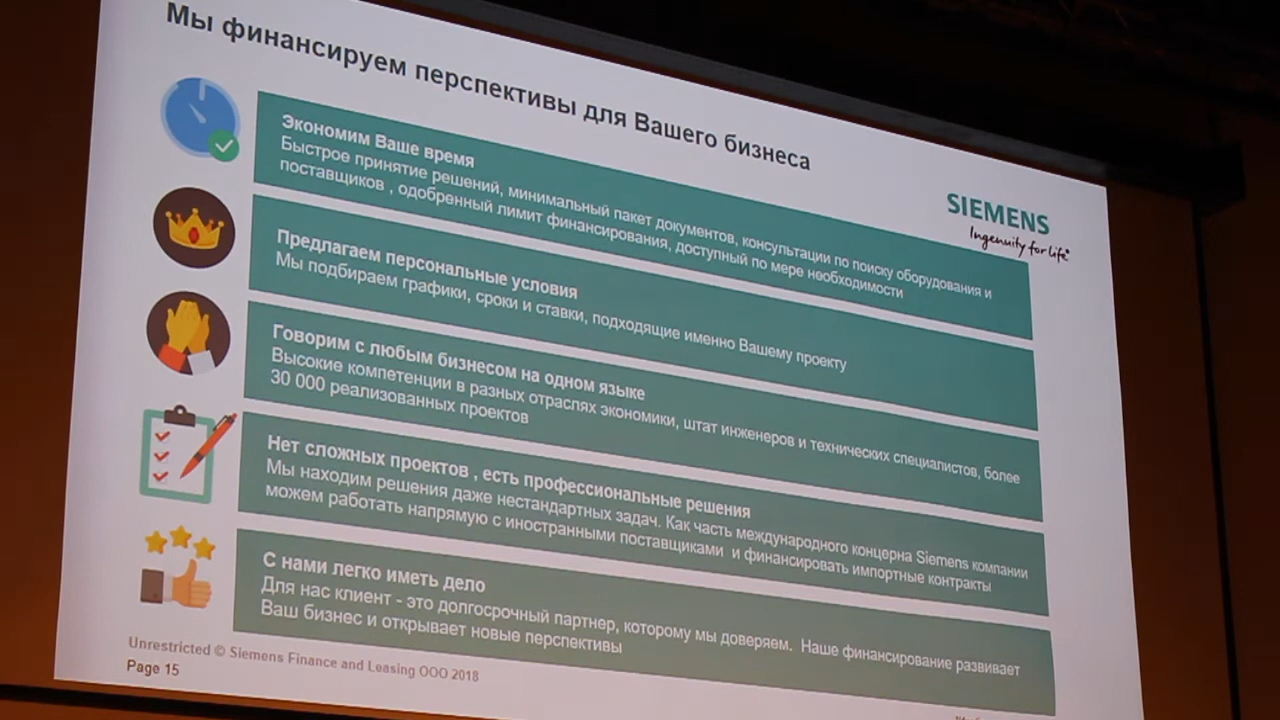 Мы финансируем перспективы для Вашего бизнеса
SIEMENS
Ingenuity for life
Экономим Ваше время
Быстрое принятие решений, минимальный пакет документов, консультации по поиску оборудования и
поставщиков , одобренный лимит финансирования, доступный по мере необходимости
Предлагаем персональные условия
Мы подбираем графики, сроки и ставки, подходящие именно Вашему проекту
Говорим с любым бизнесом на одном языке
Высокие компетенции в разных отраслях экономики, штат инженеров и технических специалистов, более
30 000 реализованных проектов
Нет сложных проектов , есть профессиональные решения
Мы находим решения даже нестандартных задач. Как часть международного концерна Siemens компании
можем работать напрямую с иностранными поставщиками и финансировать импортные контракты
С нами легко иметь дело
Для нас клиент - это долгосрочный партнер, которому мы доверяем. Наше финансирование развивает
Ваш бизнес и открывает новые перспективы
Unrestricted © Siemens Finance and Leasing ООО 2018
Page 15